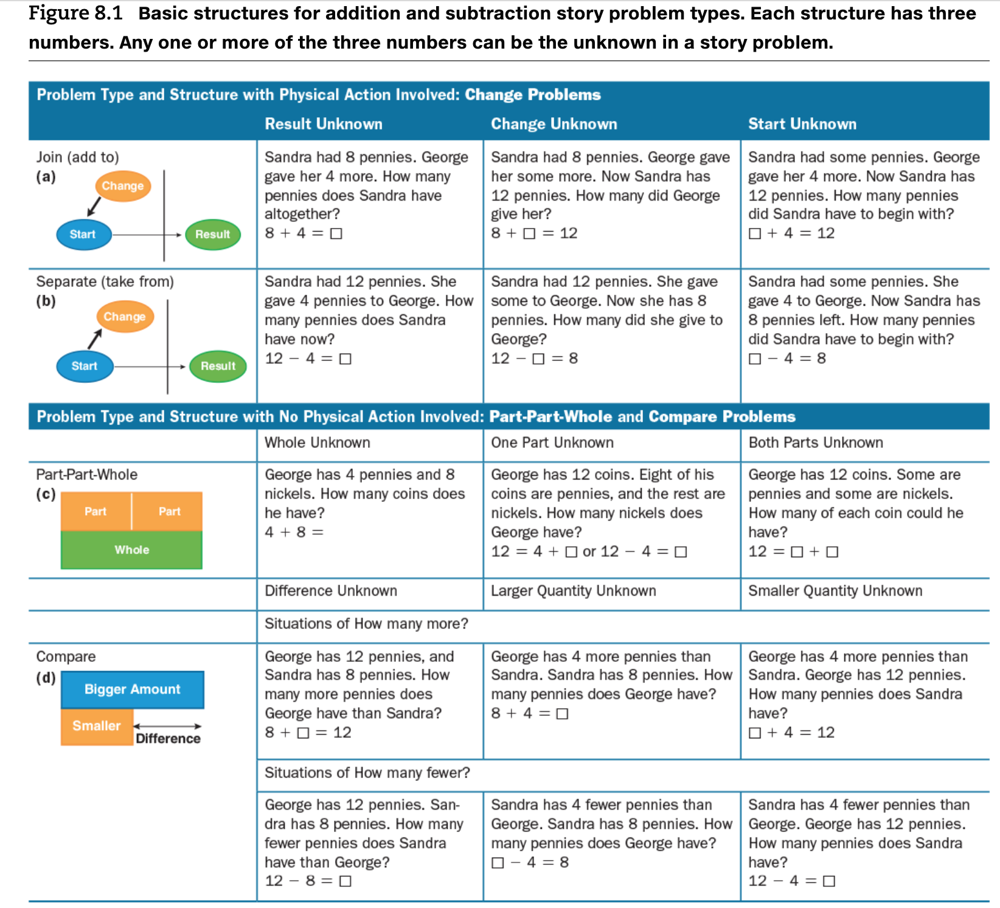 Figure 8.1 Basic structures for addition and subtraction story problem types. Each structure has three
numbers. Any one or more of the three numbers can be the unknown in a story problem.
Problem Type and Structure with Physical Action Involved: Change Problems
Result Unknown
Change Unknown
Start Unknown
Join (add to)
(a)
Change
Start
Result
Sandra had 8 pennies. George
gave her 4 more. How many
pennies does Sandra have
altogether?
8 + 4 = □
Sandra had 8 pennies. George gave
her some more. Now Sandra has
12 pennies. How many did George
give her?
8 + □ = 12
Sandra had some pennies. George
gave her 4 more. Now Sandra has
12 pennies. How many pennies
did Sandra have to begin with?
□ + 4 = 12
Separate (take from)
(b)
Change
Start
Result
Sandra had 12 pennies. She
gave 4 pennies to George. How
many pennies does Sandra
have now?
12 − 4 = □
Sandra had 12 pennies. She gave
some to George. Now she has 8
pennies. How many did she give to
George?
12 − □ = 8
Sandra had some pennies. She
gave 4 to George. Now Sandra has
8 pennies left. How many pennies
did Sandra have to begin with?
□ − 4 = 8
Problem Type and Structure with No Physical Action Involved: Part-Part-Whole and Compare Problems
Whole Unknown
One Part Unknown
Both Parts Unknown
Part-Part-Whole
(c)
Part
Part
Whole
George has 4 pennies and 8
nickels. How many coins does
he have?
4 + 8 =
George has 12 coins. Eight of his
coins are pennies, and the rest are
nickels. How many nickels does
George have?
12 = 4 + □ or 12 − 4 = □
George has 12 coins. Some are
pennies and some are nickels.
How many of each coin could he
have?
12 = □ + □
Difference Unknown
Larger Quantity Unknown
Smaller Quantity Unknown
Situations of How many more?
Compare
(d)
Bigger Amount
Smaller
Difference
George has 12 pennies, and
Sandra has 8 pennies. How
many more pennies does
George have than Sandra?
8 + □ = 12
George has 4 more pennies than
Sandra. Sandra has 8 pennies. How
many pennies does George have?
8 + 4 = □
George has 4 more pennies than
Sandra. George has 12 pennies.
How many pennies does Sandra
have?
□ + 4 = 12
Situations of How many fewer?
George has 12 pennies. San-
dra has 8 pennies. How many
fewer pennies does Sandra
have than George?
12 − 8 = □
Sandra has 4 fewer pennies than
George. Sandra has 8 pennies. How
many pennies does George have?
□ − 4 = 8
Sandra has 4 fewer pennies than
George. George has 12 pennies.
How many pennies does Sandra
have?
12 − 4 = □